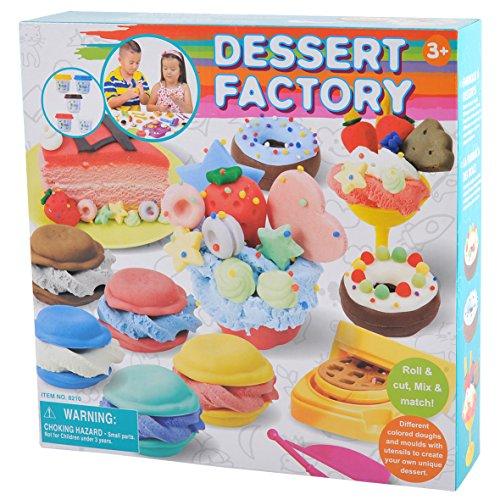 DESSERT
FACTORY
3+
Roll &
cut, Mix &
match!
Different
colored doughs
and moulds with
utensils to create
your own unique
dessert.
ITEM NO. 8216
WARNING:
CHOKING HAZARD - Small parts.
Not for Children under 3 years.